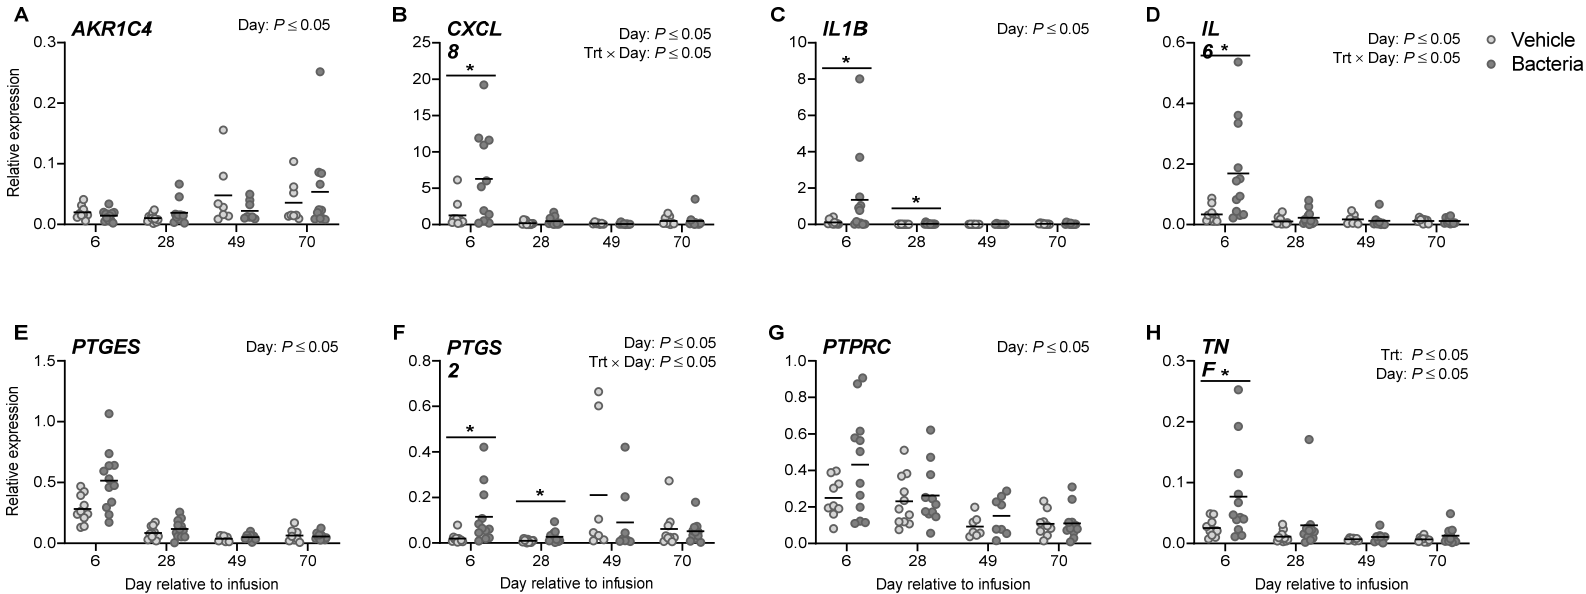 A
AKR1C4
Day: P ≤ 0.05
Relative expression
0.3
0.2
0.1
0.0
6
28
49
70
B
CXCL
8
Day: P ≤ 0.05
Trt × Day: P ≤ 0.05
25
20
15
10
5
0
*
6
28
49
70
C
IL1B
Day: P ≤ 0.05
10
8
6
4
2
0
*
*
6
28
49
70
D
IL
6
*
Day: P ≤ 0.05
Trt × Day: P ≤ 0.05
0.6
0.4
0.2
0.0
6
28
49
70
Vehicle
Bacteria
E
PTGES
Day: P ≤ 0.05
Relative expression
1.5
1.0
0.5
0.0
6
28
49
70
Day relative to infusion
F
PTGS
2
Day: P ≤ 0.05
Trt × Day: P ≤ 0.05
0.8
0.6
0.4
0.2
0.0
*
*
6
28
49
70
Day relative to infusion
G
PTPRC
Day: P ≤ 0.05
1.0
0.8
0.6
0.4
0.2
0.0
6
28
49
70
Day relative to infusion
H
TN
F
*
Trt: P ≤ 0.05
Day: P ≤ 0.05
0.3
0.2
0.1
0.0
6
28
49
70
Day relative to infusion